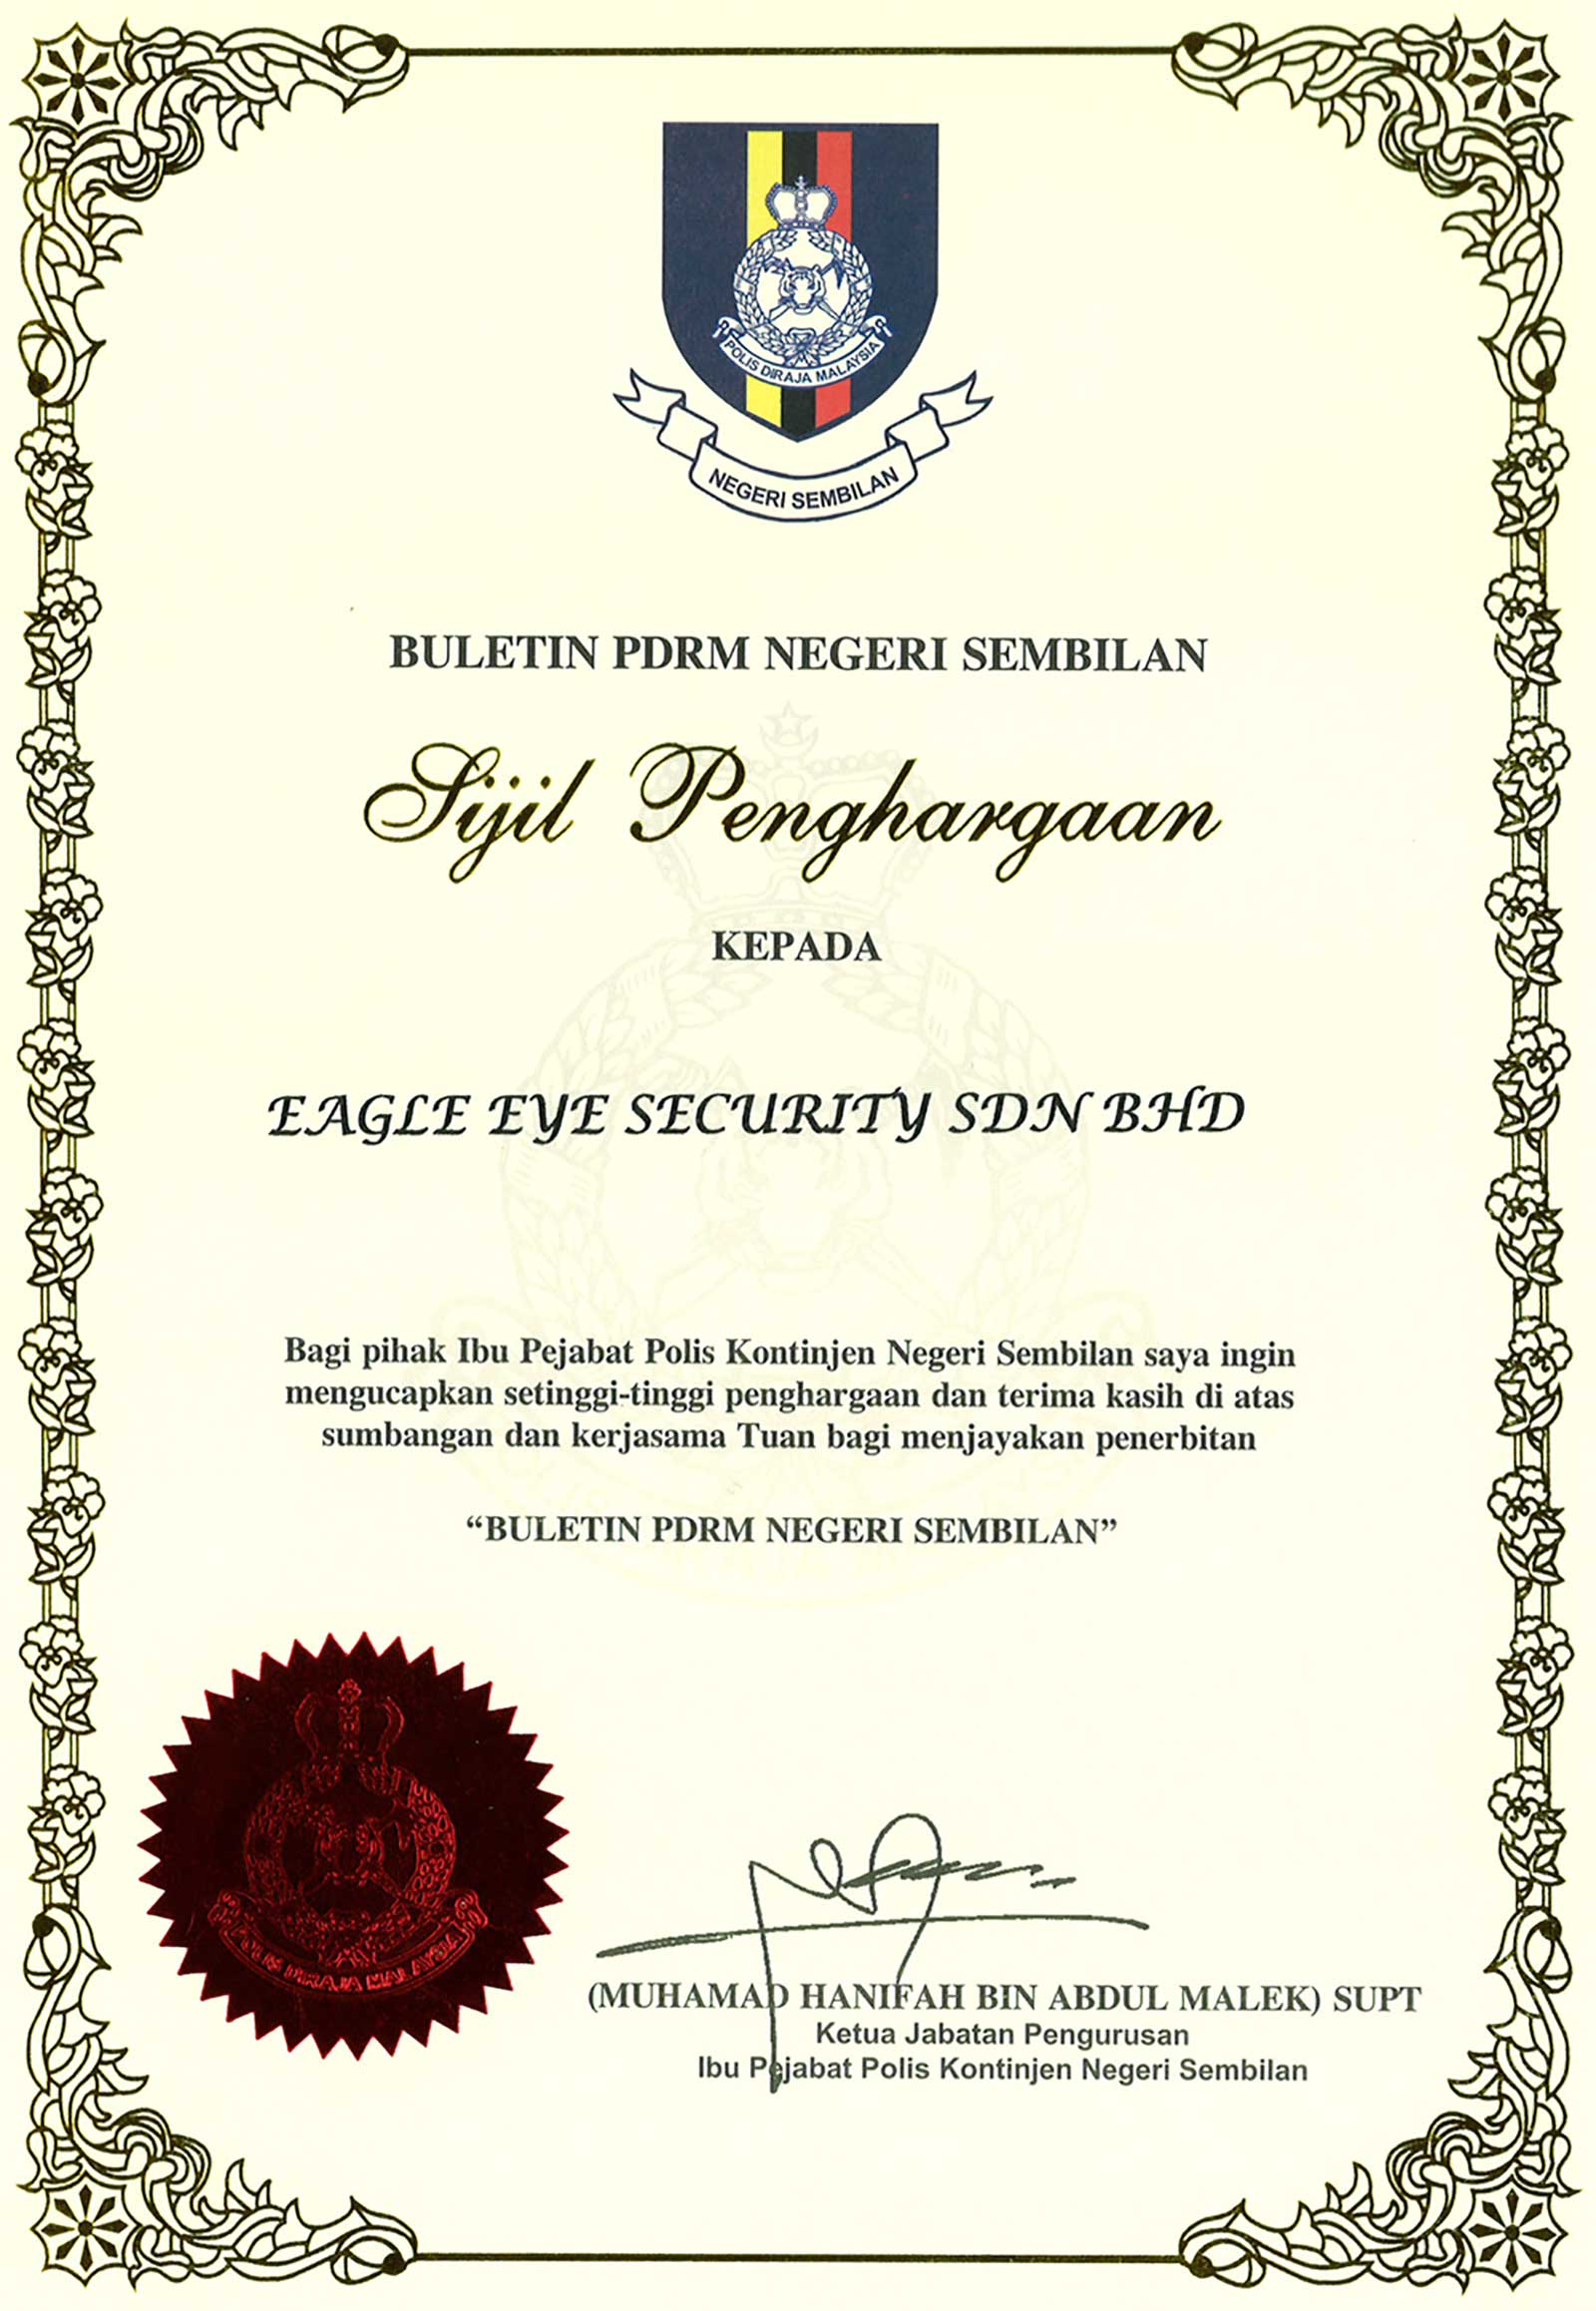 POLIS DIRAJA MALAYSIA
NEGERI SEMBILAN
BULETIN PDRM NEGERI SEMBILAN
Sijil Penghargaan
KEPADA
EAGLE EYE SECURITY SDN BHD
Bagi pihak Ibu Pejabat Polis Kontinjen Negeri Sembilan saya ingin
mengucapkan setinggi-tinggi penghargaan dan terima kasih di atas
sumbangan dan kerjasama Tuan bagi menjayakan penerbitan
“BULETIN PDRM NEGERI SEMBILAN”
POLIS DIRAJA MALAYSIA
(MUHAMAD HANIFAH BIN ABDUL MALEK) SUPT
Ketua Jabatan Pengurusan
Ibu Pejabat Polis Kontinjen Negeri Sembilan